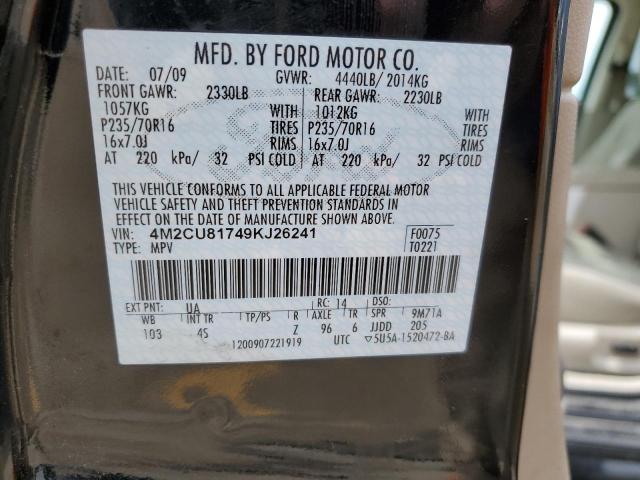 MFD. BY FORD MOTOR CO.
DATE: 07/09 GVWR: 4440LB/ 2014KG
FRONT GAWR: 2330LB REAR GAWR: 2230LB
1057KG WITH 1012KG WITH
P235/70R16 TIRES P235/70R16 TIRES
16x7.0J RIMS 16x7.0J RIMS
AT 220 kPa/ 32 PSI COLD AT 220 kPa/ 32 PSI COLD
THIS VEHICLE CONFORMS TO ALL APPLICABLE FEDERAL MOTOR
VEHICLE SAFETY AND THEFT PREVENTION STANDARDS IN
EFFECT ON THE DATE OF MANUFACTURE SHOWN ABOVE.
VIN: 4M2CU81749KJ26241 F0075
TYPE: MPV T0221
Ford
EXT PNT: UA RC: 14 DSO:
WB INT TR TP/PS R AXLE TR SPR 9M71A
103 4S Z 96 6 JJDD 205
1200907221919 UTC ▽5U5A-1520472-BA